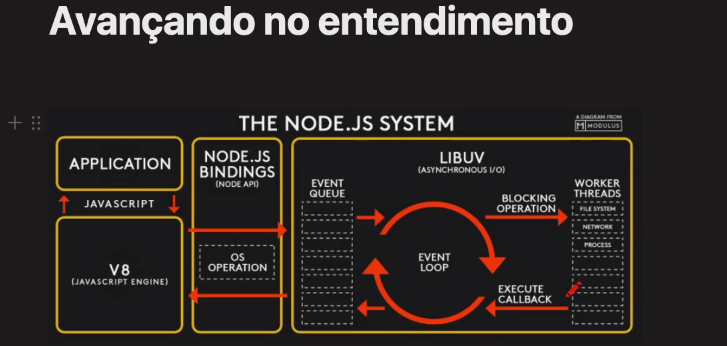 Avançando no entendimento
THE NODE.JS SYSTEM
A DIAGRAM FROM
MODULUS
APPLICATION
JAVASCRIPT
V8
(JAVASCRIPT ENGINE)
NODE.JS
BINDINGS
(NODE API)
OS
OPERATION
LIBUV
(ASYNCHRONOUS I/O)
EVENT
QUEUE
EVENT
LOOP
BLOCKING
OPERATION
EXECUTE
CALLBACK
WORKER
THREADS
FILE SYSTEM
NETWORK
PROCESS